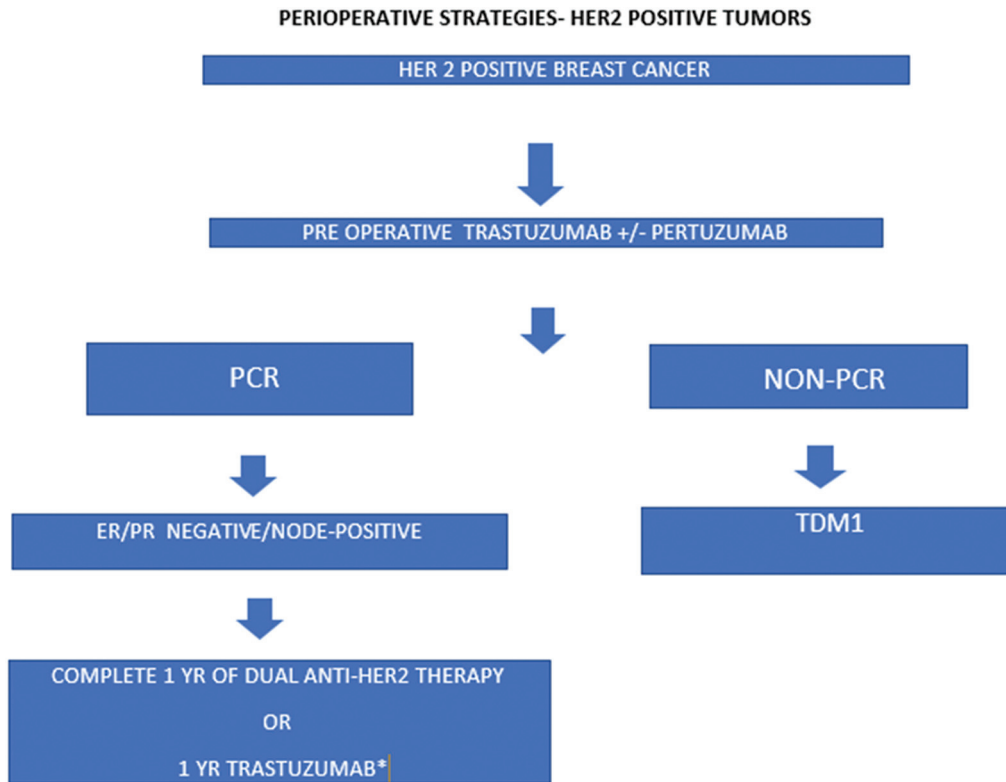 PERIOPERATIVE STRATEGIES- HER2 POSITIVE TUMORS
HER 2 POSITIVE BREAST CANCER
PRE OPERATIVE TRASTUZUMAB +/- PERTUZUMAB
PCR
NON-PCR
ER/PR NEGATIVE/NODE-POSITIVE
TDM1
COMPLETE 1 YR OF DUAL ANTI-HER2 THERAPY
OR
1 YR TRASTUZUMAB*